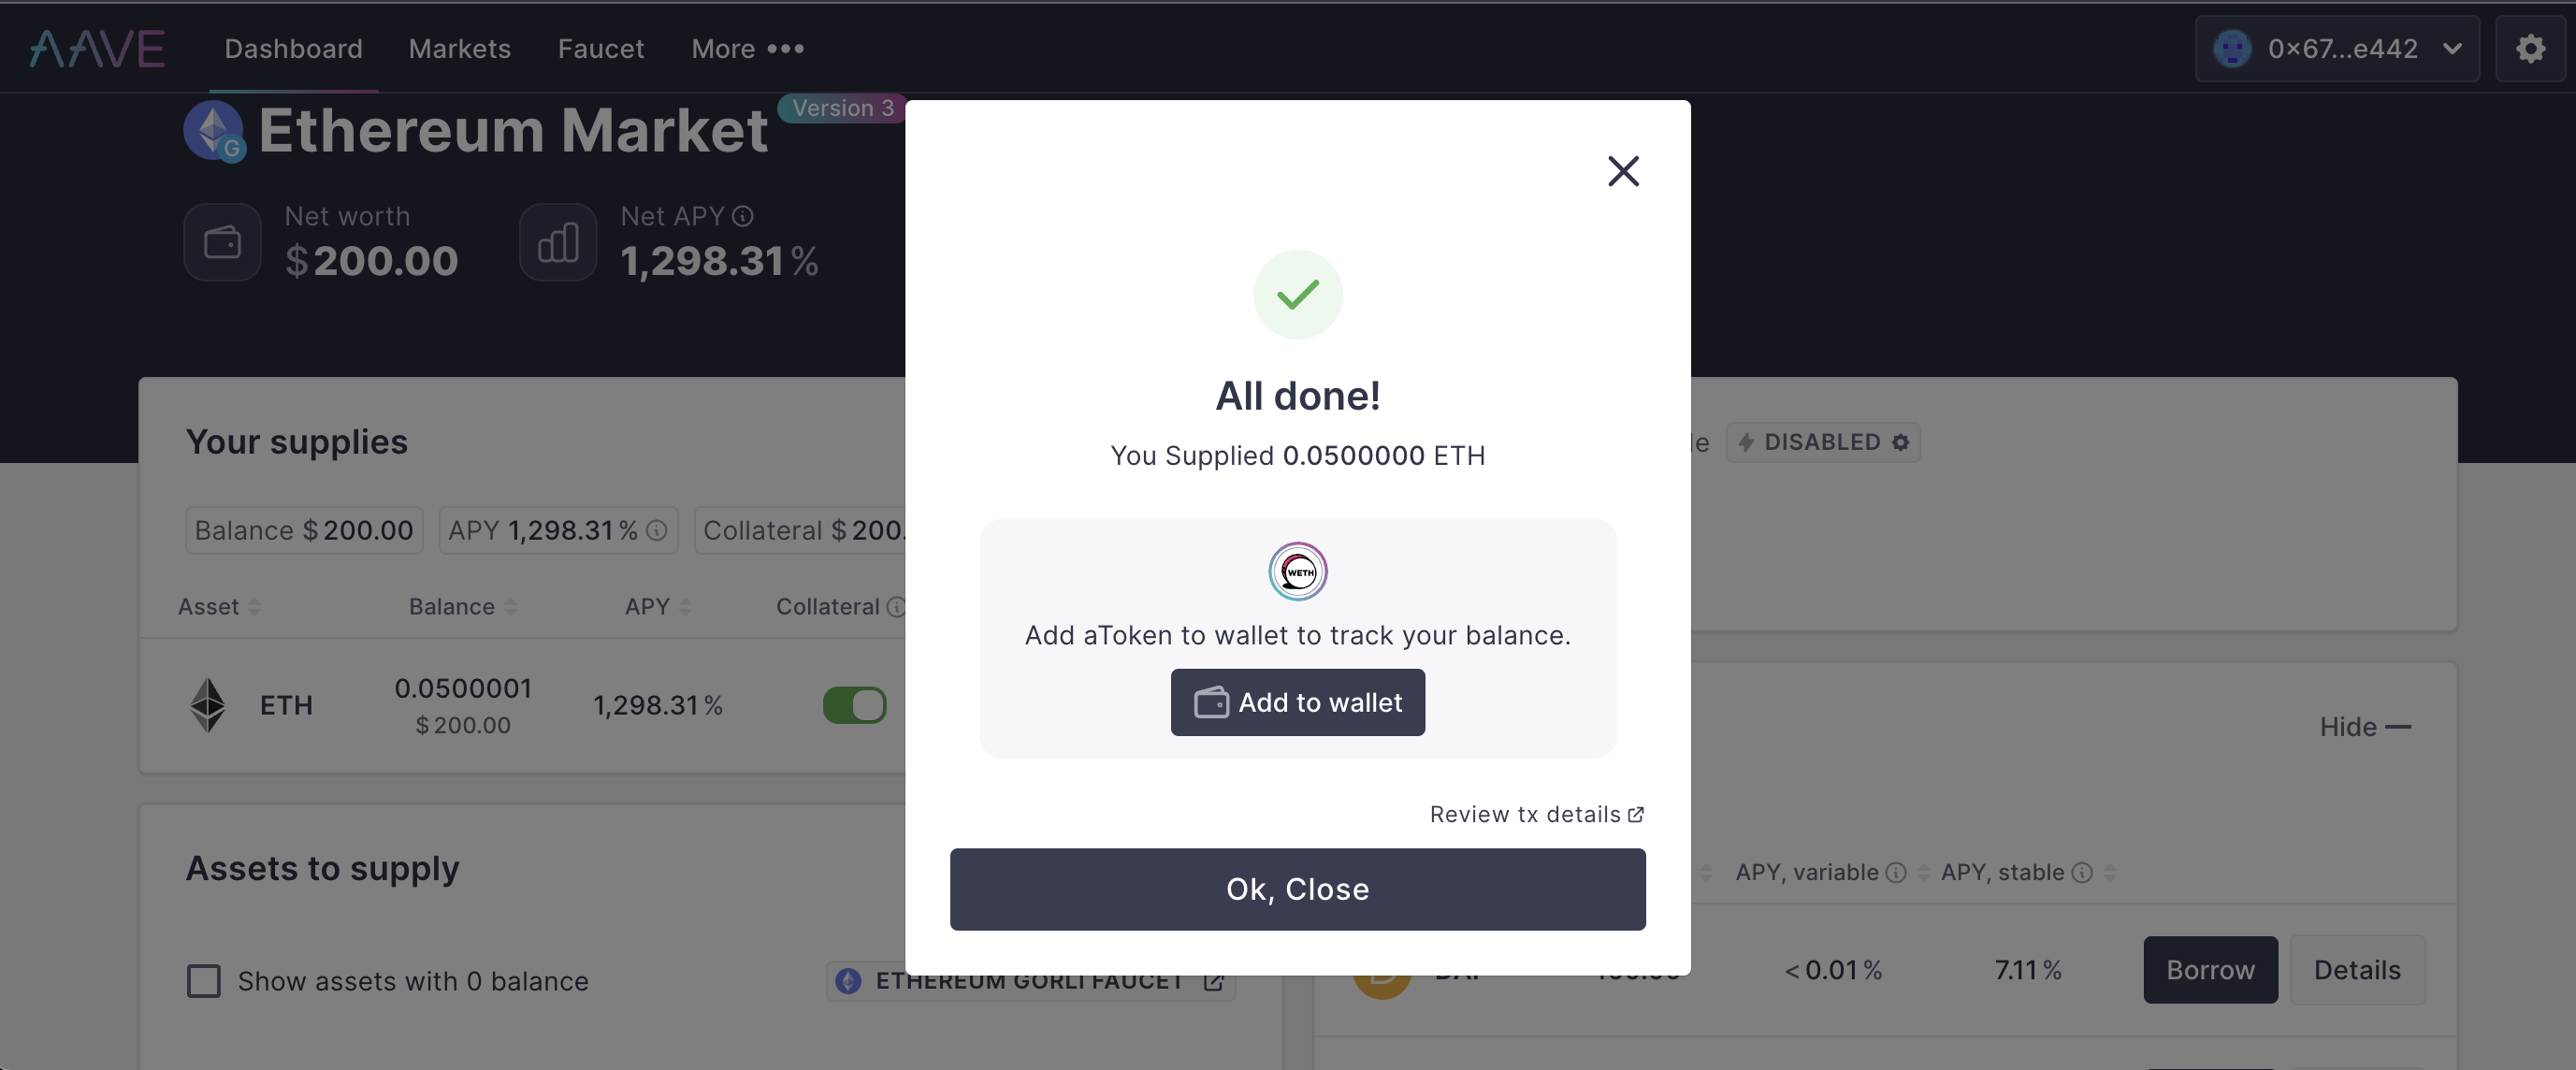 AAVE
Dashboard
Markets
Faucet
More
0x67...e442
Ethereum Market
Version 3
G
Net worth
$200.00
Net APY
1,298.31%
All done!
You Supplied 0.0500000 ETH
WETH
Add aToken to wallet to track your balance.
Add to wallet
Review tx details
Ok, Close
Your supplies
Balance $200.00
APY 1,298.31%
Collateral $200.
Asset
Balance
APY
Collateral
ETH
0.0500001
$200.00
1,298.31%
DISABLED
Hide
Assets to supply
Show assets with 0 balance
ETHEREUM GÖRLI FAUCET
APY, variable
APY, stable
<0.01%
7.11%
Borrow
Details